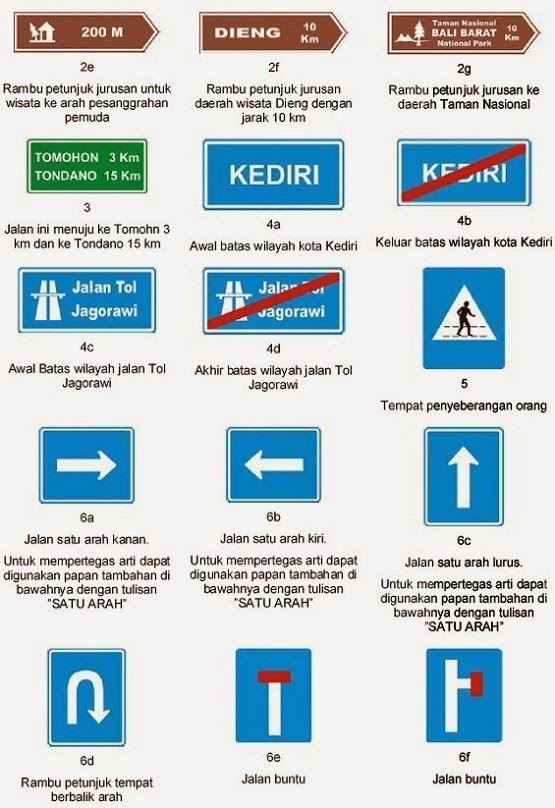 200 M
DIENG 10 Km
Taman Nasional
BALI BARAT
National Park
10 Km
2e
2f
2g
Rambu petunjuk jurusan untuk
wisata ke arah pesanggrahan
pemuda
Rambu petunjuk jurusan
daerah wisata Dieng dengan
jarak 10 km
Rambu petunjuk jurusan ke
daerah Taman Nasional
TOMOHON 3 Km
TONDANO 15 Km
KEDIRI
KEDIRI
3
4a
4b
Jalan ini menuju ke Tomohn 3
km dan ke Tondano 15 km
Awal batas wilayah kota Kediri
Keluar batas wilayah kota Kediri
Jalan Tol
Jagorawi
Jalan Tol
Jagorawi
4c
4d
5
Awal Batas wilayah jalan Tol
Jagorawi
Akhir batas wilayah jalan Tol
Jagorawi
Tempat penyeberangan orang
6a
6b
6c
Jalan satu arah kanan.
Untuk mempertegas arti dapat
digunakan papan tambahan di
bawahnya dengan tulisan
"SATU ARAH"
Jalan satu arah kiri.
Untuk mempertegas arti dapat
digunakan papan tambahan di
bawahnya dengan tulisan
"SATU ARAH"
Jalan satu arah lurus.
Untuk mempertegas arti dapat
digunakan papan tambahan di
bawahnya dengan tulisan
"SATU ARAH"
6d
6e
6f
Rambu petunjuk tempat
berbalik arah
Jalan buntu
Jalan buntu